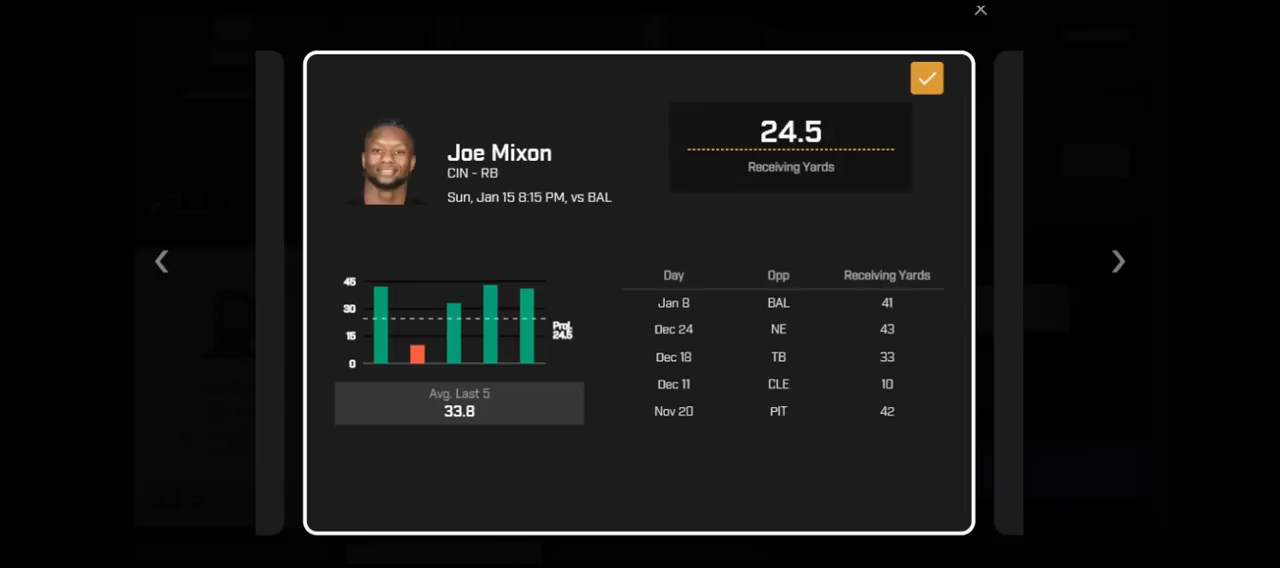 24.5
Receiving Yards
Joe Mixon
CIN - RB
Sun, Jan 15 8:15 PM, vs BAL
45
30
15
0
Proj.
24.5
Avg. Last 5
33.8
Day Opp Receiving Yards
Jan 8 BAL 41
Dec 24 NE 43
Dec 18 TB 33
Dec 11 CLE 10
Nov 20 PIT 42